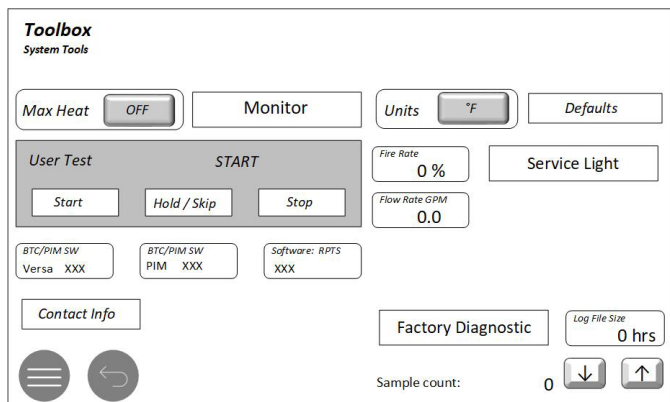 Toolbox
System Tools
Max Heat OFF Monitor Units °F Defaults
User Test START
Start Hold / Skip Stop
Fire Rate
0 %
Service Light
Flow Rate GPM
0.0
BTC/PIM SW
Versa XXX
BTC/PIM SW
PIM XXX
Software: RPTS
XXX
Contact Info
Factory Diagnostic
Log File Size
0 hrs
Sample count: 0